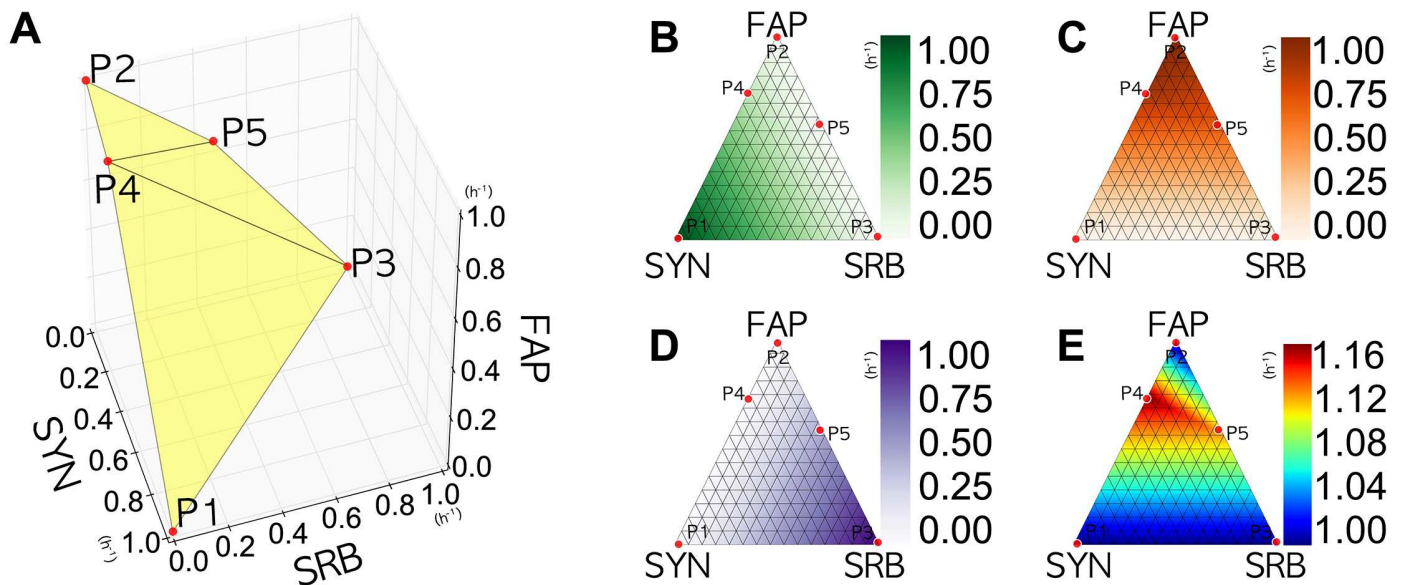 A
P2
P5
P4
P3
P1
(h⁻¹)
1.0
0.8
0.6
0.4
0.2
0.0
FAP
0.0
0.2
0.4
0.6
0.8
1.0
(h⁻¹)
SYN
0.0
0.2
0.4
0.6
0.8
1.0
(h⁻¹)
SRB
B
FAP
P2
P4
P5
P1
P3
SYN
SRB
(h⁻¹)
1.00
0.75
0.50
0.25
0.00
C
FAP
P2
P4
P5
P1
P3
SYN
SRB
(h⁻¹)
1.00
0.75
0.50
0.25
0.00
D
FAP
P2
P4
P5
P1
P3
SYN
SRB
(h⁻¹)
1.00
0.75
0.50
0.25
0.00
E
FAP
P2
P4
P5
P1
P3
SYN
SRB
(h⁻¹)
1.16
1.12
1.08
1.04
1.00